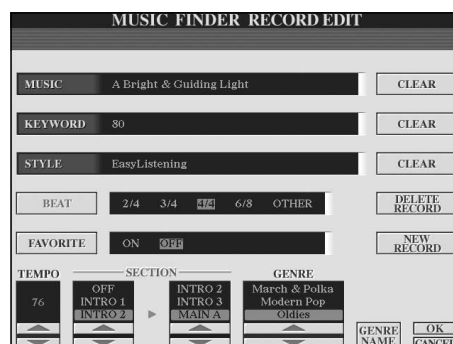 MUSIC FINDER RECORD EDIT
MUSIC A Bright & Guiding Light CLEAR
KEYWORD 80 CLEAR
STYLE EasyListening CLEAR
BEAT 2/4 3/4 4/4 6/8 OTHER DELETE RECORD
FAVORITE ON OFF NEW RECORD
TEMPO SECTION GENRE
OFF INTRO 2 March & Polka
76 INTRO 1 INTRO 3 Modern Pop
INTRO 2 MAIN A Oldies
GENRE NAME OK
CANCEL